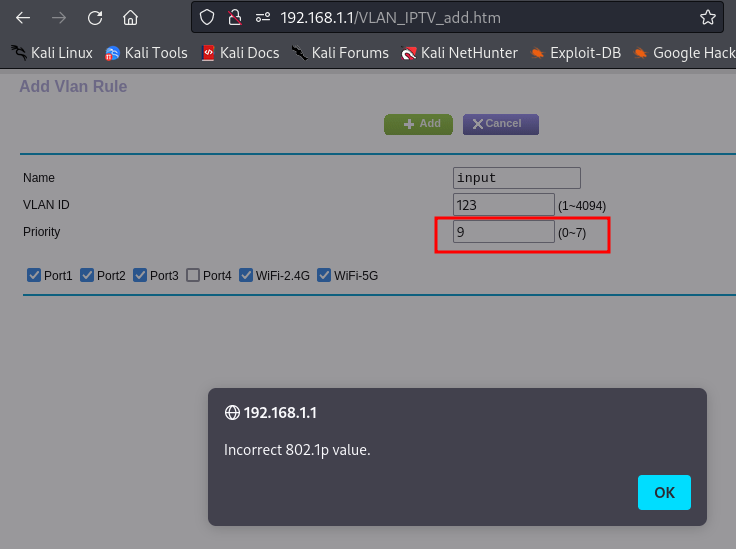 192.168.1.1/VLAN_IPTV_add.htm
Kali Linux Kali Tools Kali Docs Kali Forums Kali NetHunter Exploit-DB Google Hack
Add Vlan Rule
Add Cancel
Name input
VLAN ID 123 (1~4094)
Priority 9 (0~7)
Port1 Port2 Port3 Port4 WiFi-2.4G WiFi-5G
192.168.1.1
Incorrect 802.1p value.
OK